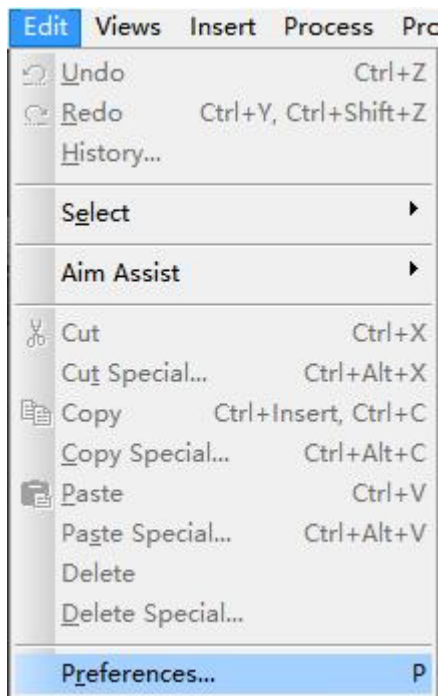 Edit Views Insert Process Pro
Undo Ctrl+Z
Redo Ctrl+Y, Ctrl+Shift+Z
History...
Select
Aim Assist
Cut Ctrl+X
Cut Special... Ctrl+Alt+X
Copy Ctrl+Insert, Ctrl+C
Copy Special... Ctrl+Alt+C
Paste Ctrl+V
Paste Special... Ctrl+Alt+V
Delete
Delete Special...
Preferences... P